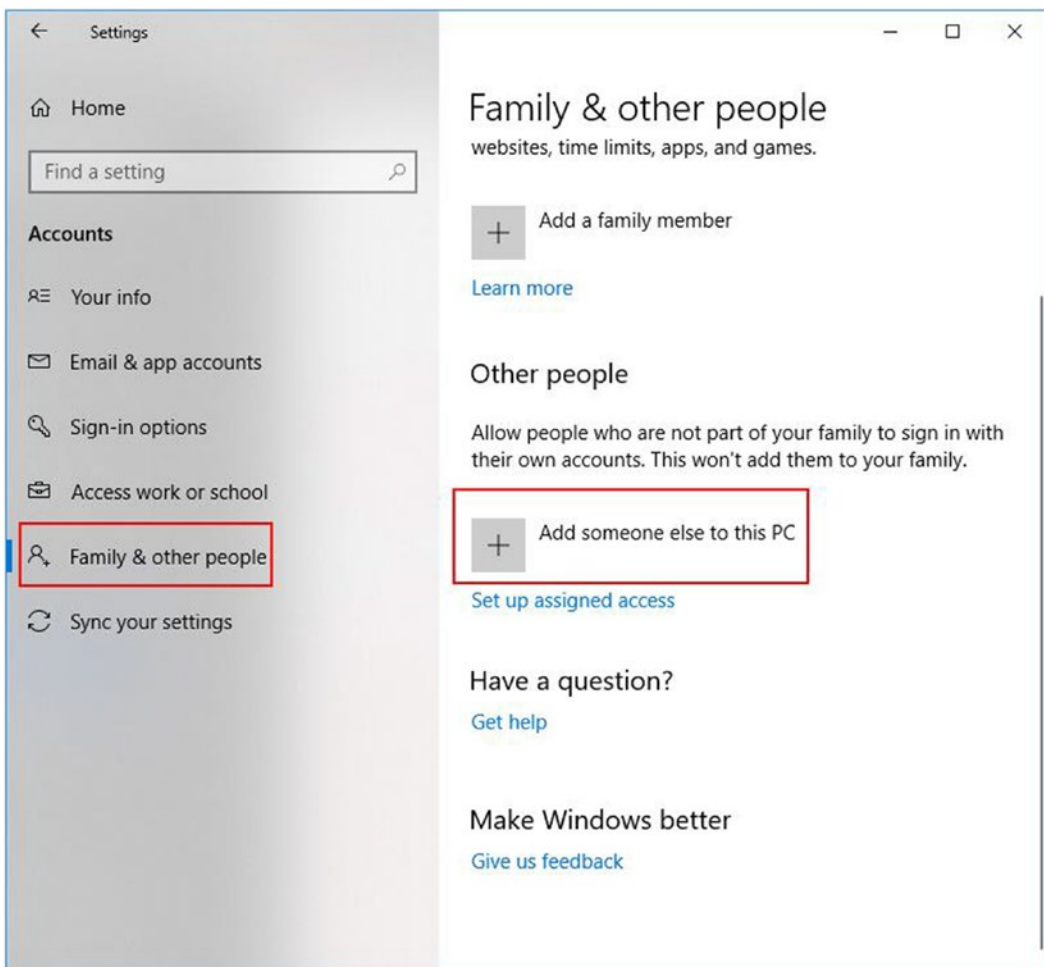 Settings
Home
Find a setting
Accounts
Your info
Email & app accounts
Sign-in options
Access work or school
Family & other people
Sync your settings
Family & other people
websites, time limits, apps, and games.
Add a family member
Learn more
Other people
Allow people who are not part of your family to sign in with
their own accounts. This won't add them to your family.
Add someone else to this PC
Set up assigned access
Have a question?
Get help
Make Windows better
Give us feedback